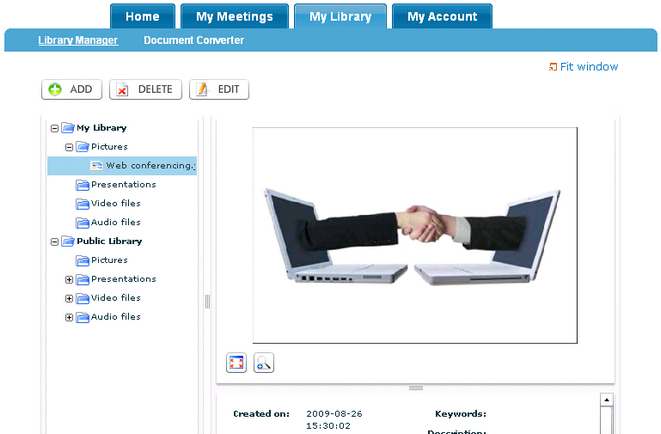 Home My Meetings My Library My Account
Library Manager Document Converter
Fit window
ADD DELETE EDIT
My Library
Pictures
Web conferencing.
Presentations
Video files
Audio files
Public Library
Pictures
Presentations
Video files
Audio files
Created on: 2009-08-26 Keywords:
15:30:02
Description: